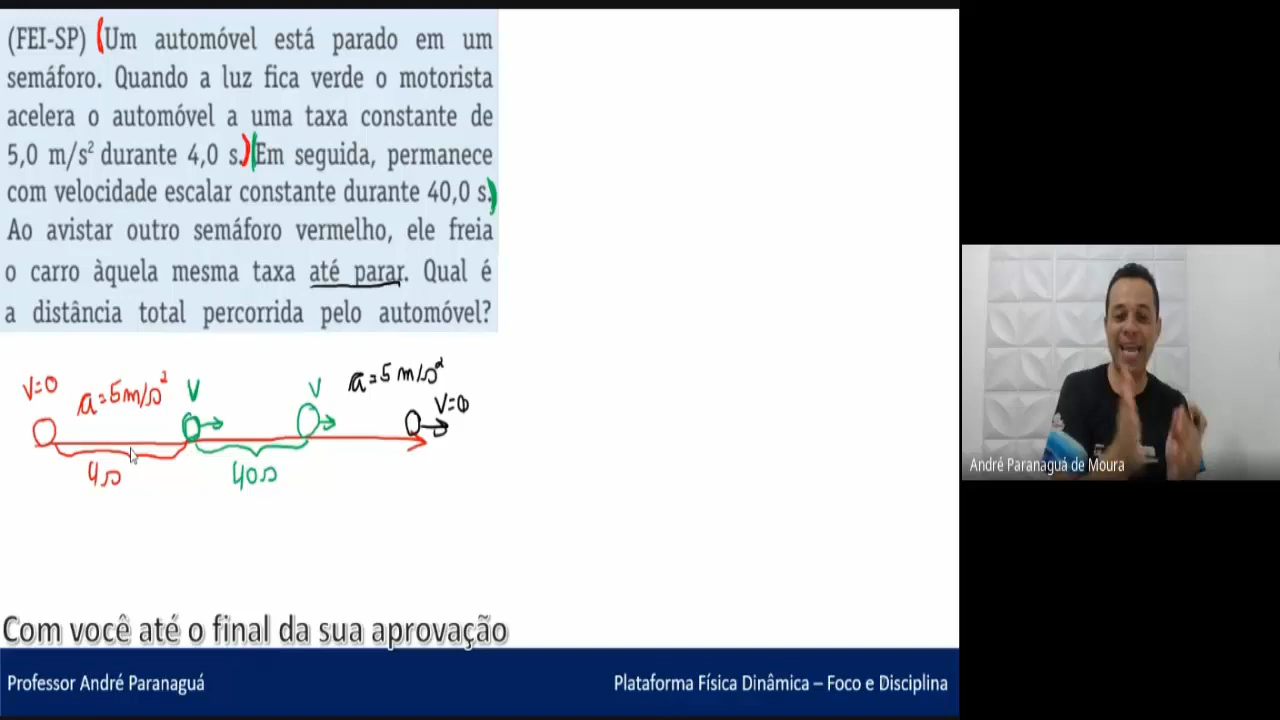 (FEI-SP) (Um automóvel está parado em um
semáforo. Quando a luz fica verde o motorista
acelera o automóvel a uma taxa constante de
5,0 m/s² durante 4,0 s.) (Em seguida, permanece
com velocidade escalar constante durante 40,0 s.)
Ao avistar outro semáforo vermelho, ele freia
o carro àquela mesma taxa até parar. Qual é
a distância total percorrida pelo automóvel?
V=0 a=5m/s² V V a=5m/s² V=0
4s 40s
Com você até o final da sua aprovação
Professor André Paranaguá Plataforma Física Dinâmica – Foco e Disciplina
André Paranaguá de Moura